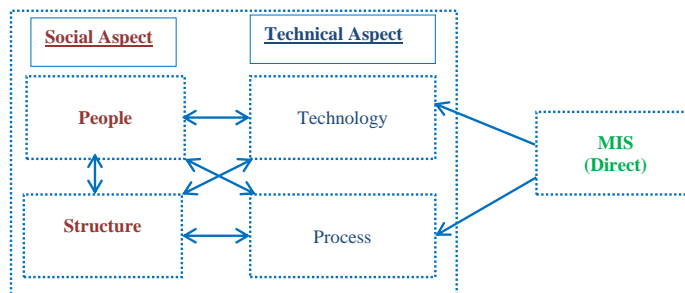 Social Aspect
Technical Aspect
People
Technology
MIS
(Direct)
Structure
Process